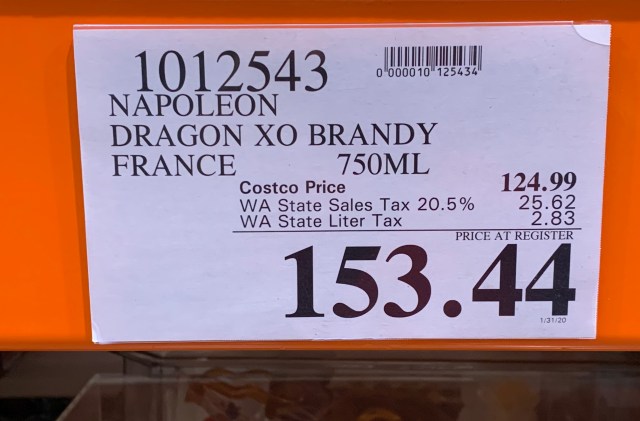 1012543
0 000010 125434
NAPOLEON
DRAGON XO BRANDY
FRANCE 750ML
Costco Price 124.99
WA State Sales Tax 20.5% 25.62
WA State Liter Tax 2.83
PRICE AT REGISTER
153.44
1/31/20